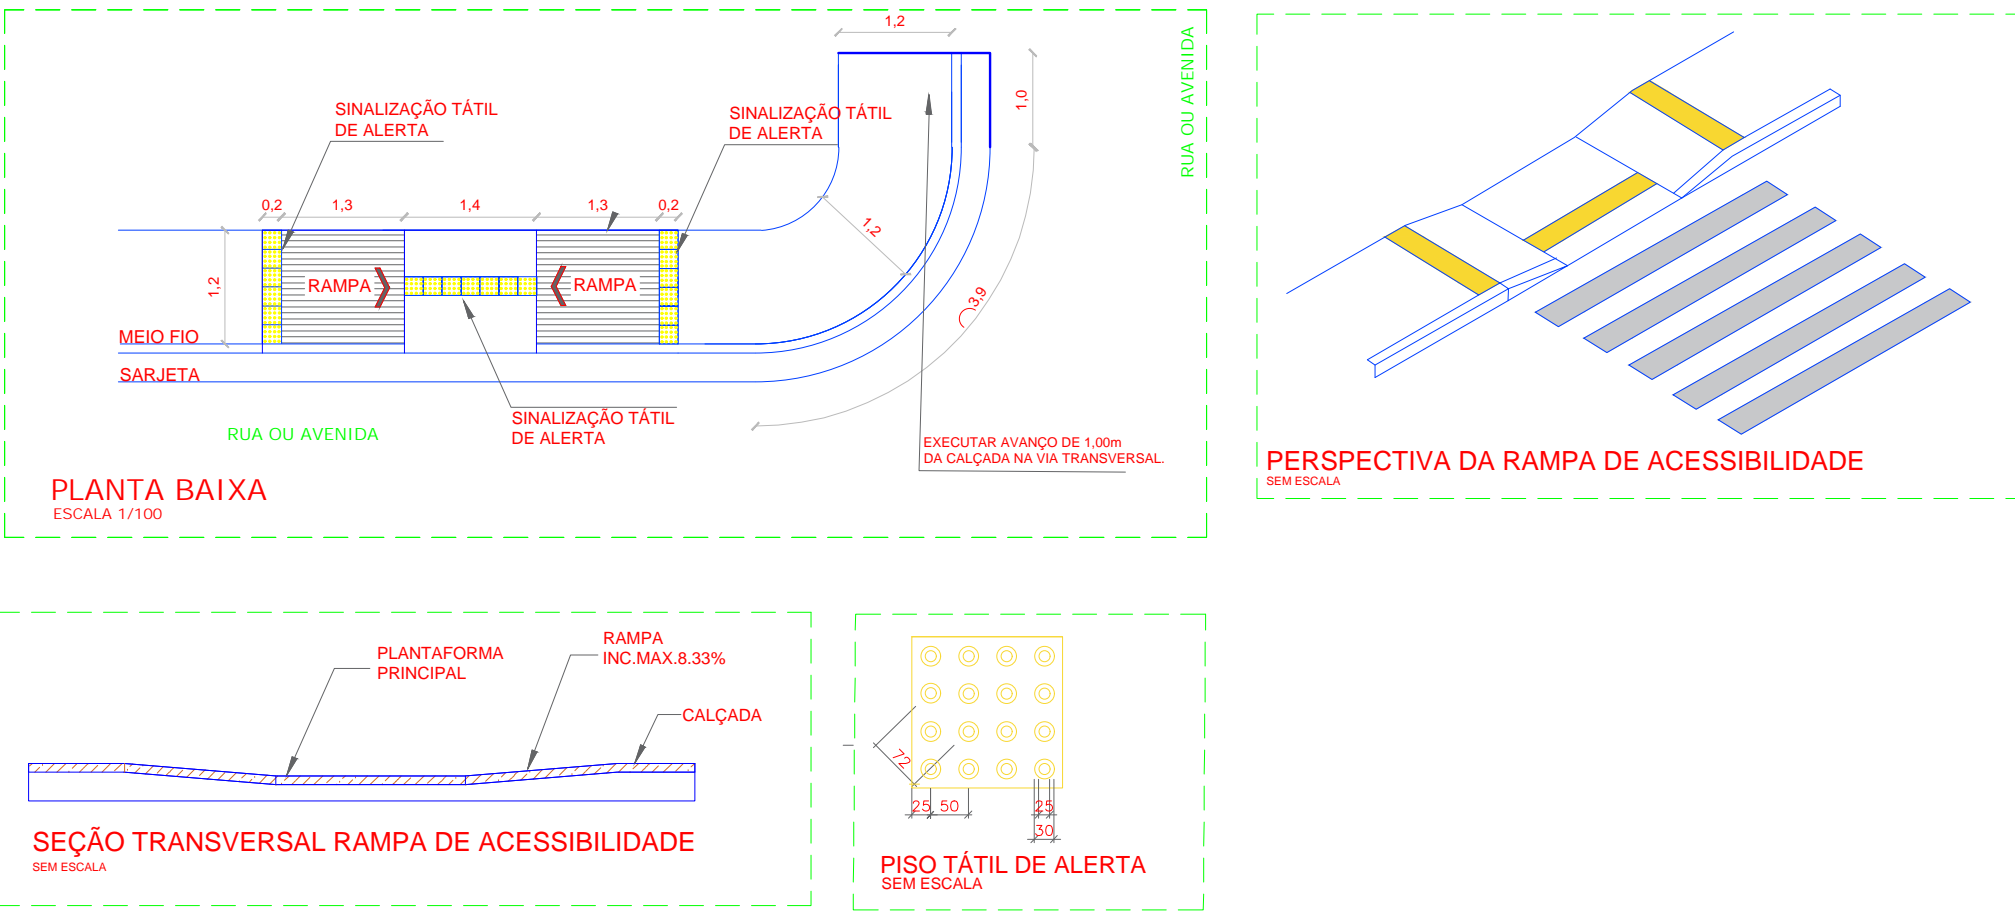 1,2
RUA OU AVENIDA
1,0
SINALIZAÇÃO TÁTIL
DE ALERTA
SINALIZAÇÃO TÁTIL
DE ALERTA
0,2
1,3
1,4
1,3
0,2
1,2
1,2
RAMPA
RAMPA
3,9
MEIO FIO
SARJETA
SINALIZAÇÃO TÁTIL
DE ALERTA
RUA OU AVENIDA
EXECUTAR AVANÇO DE 1,00m
DA CALÇADA NA VIA TRANSVERSAL.
PLANTA BAIXA
ESCALA 1/100
PERSPECTIVA DA RAMPA DE ACESSIBILIDADE
SEM ESCALA
PLANTAFORMA
PRINCIPAL
RAMPA
INC.MAX.8.33%
CALÇADA
SEÇÃO TRANSVERSAL RAMPA DE ACESSIBILIDADE
SEM ESCALA
72
25
50
25
30
PISO TÁTIL DE ALERTA
SEM ESCALA